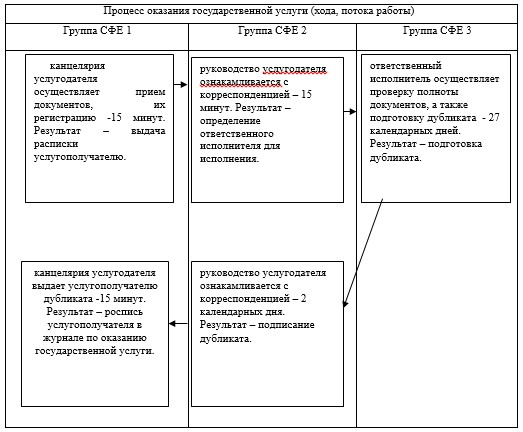 Процесс оказания государственной услуги (хода, потока работы)
Группа СФЕ 1
Группа СФЕ 2
Группа СФЕ 3
канцелярия
услугодателя
осуществляет прием
документов, их
регистрацию -15 минут.
Результат – выдача
расписки
услугополучателю.
руководство услугодателя
ознакамливается с
корреспонденцией – 15
минут. Результат –
определение
ответственного
исполнителя для
исполнения.
ответственный
исполнитель осуществляет
проверку полноты
документов, а также
подготовку дубликата - 27
календарных дней.
Результат – подготовка
дубликата.
канцелярия услугодателя
выдает услугополучателю
дубликата -15 минут.
Результат – роспись
услугополучателя в
журнале по оказанию
государственной услуги.
руководство услугодателя
ознакамливается с
корреспонденцией – 2
календарных дня.
Результат – подписание
дубликата.